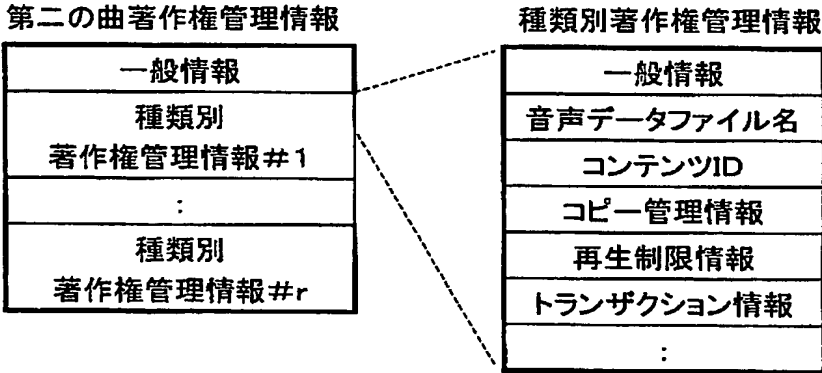 第二の曲著作権管理情報
一般情報
種類別
著作権管理情報#1
:
種類別
著作権管理情報#r
種類別著作権管理情報
一般情報
音声データファイル名
コンテンツID
コピー管理情報
再生制限情報
トランザクション情報
: